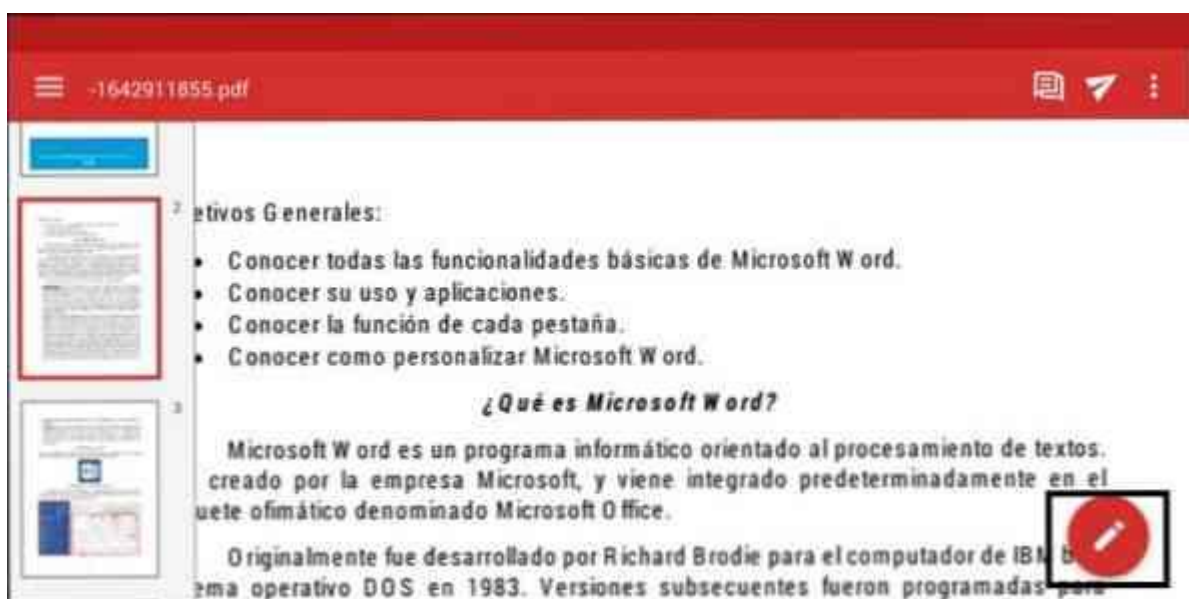 -1642911855.pdf
2
etivos Generales:
• Conocer todas las funcionalidades básicas de Microsoft Word.
• Conocer su uso y aplicaciones.
• Conocer la función de cada pestaña.
• Conocer como personalizar Microsoft Word.
¿Qué es Microsoft Word?
Microsoft Word es un programa informático orientado al procesamiento de textos.
creado por la empresa Microsoft, y viene integrado predeterminadamente en el
uete ofimático denominado Microsoft Office.
3
Originalmente fue desarrollado por Richard Brodie para el computador de IBM b
ema operativo DOS en 1983. Versiones subsecuentes fueron programadas para